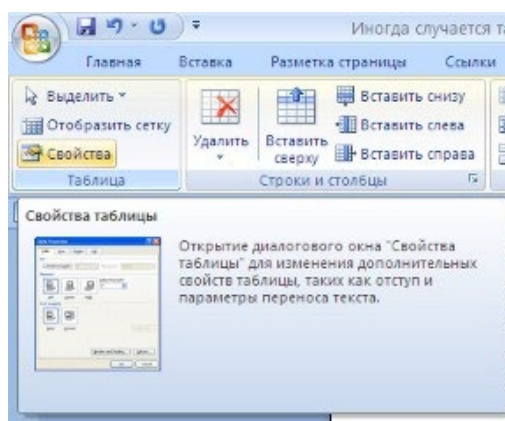 Иногда случается т
Главная Вставка Разметка страницы Ссылки
Выделить
Отобразить сетку
Свойства
Таблица
Удалить
Вставить сверху
Вставить снизу
Вставить слева
Вставить справа
Строки и столбцы
Свойства таблицы
Открытие диалогового окна "Свойства
таблицы" для изменения дополнительных
свойств таблицы, таких как отступ и
параметры переноса текста.